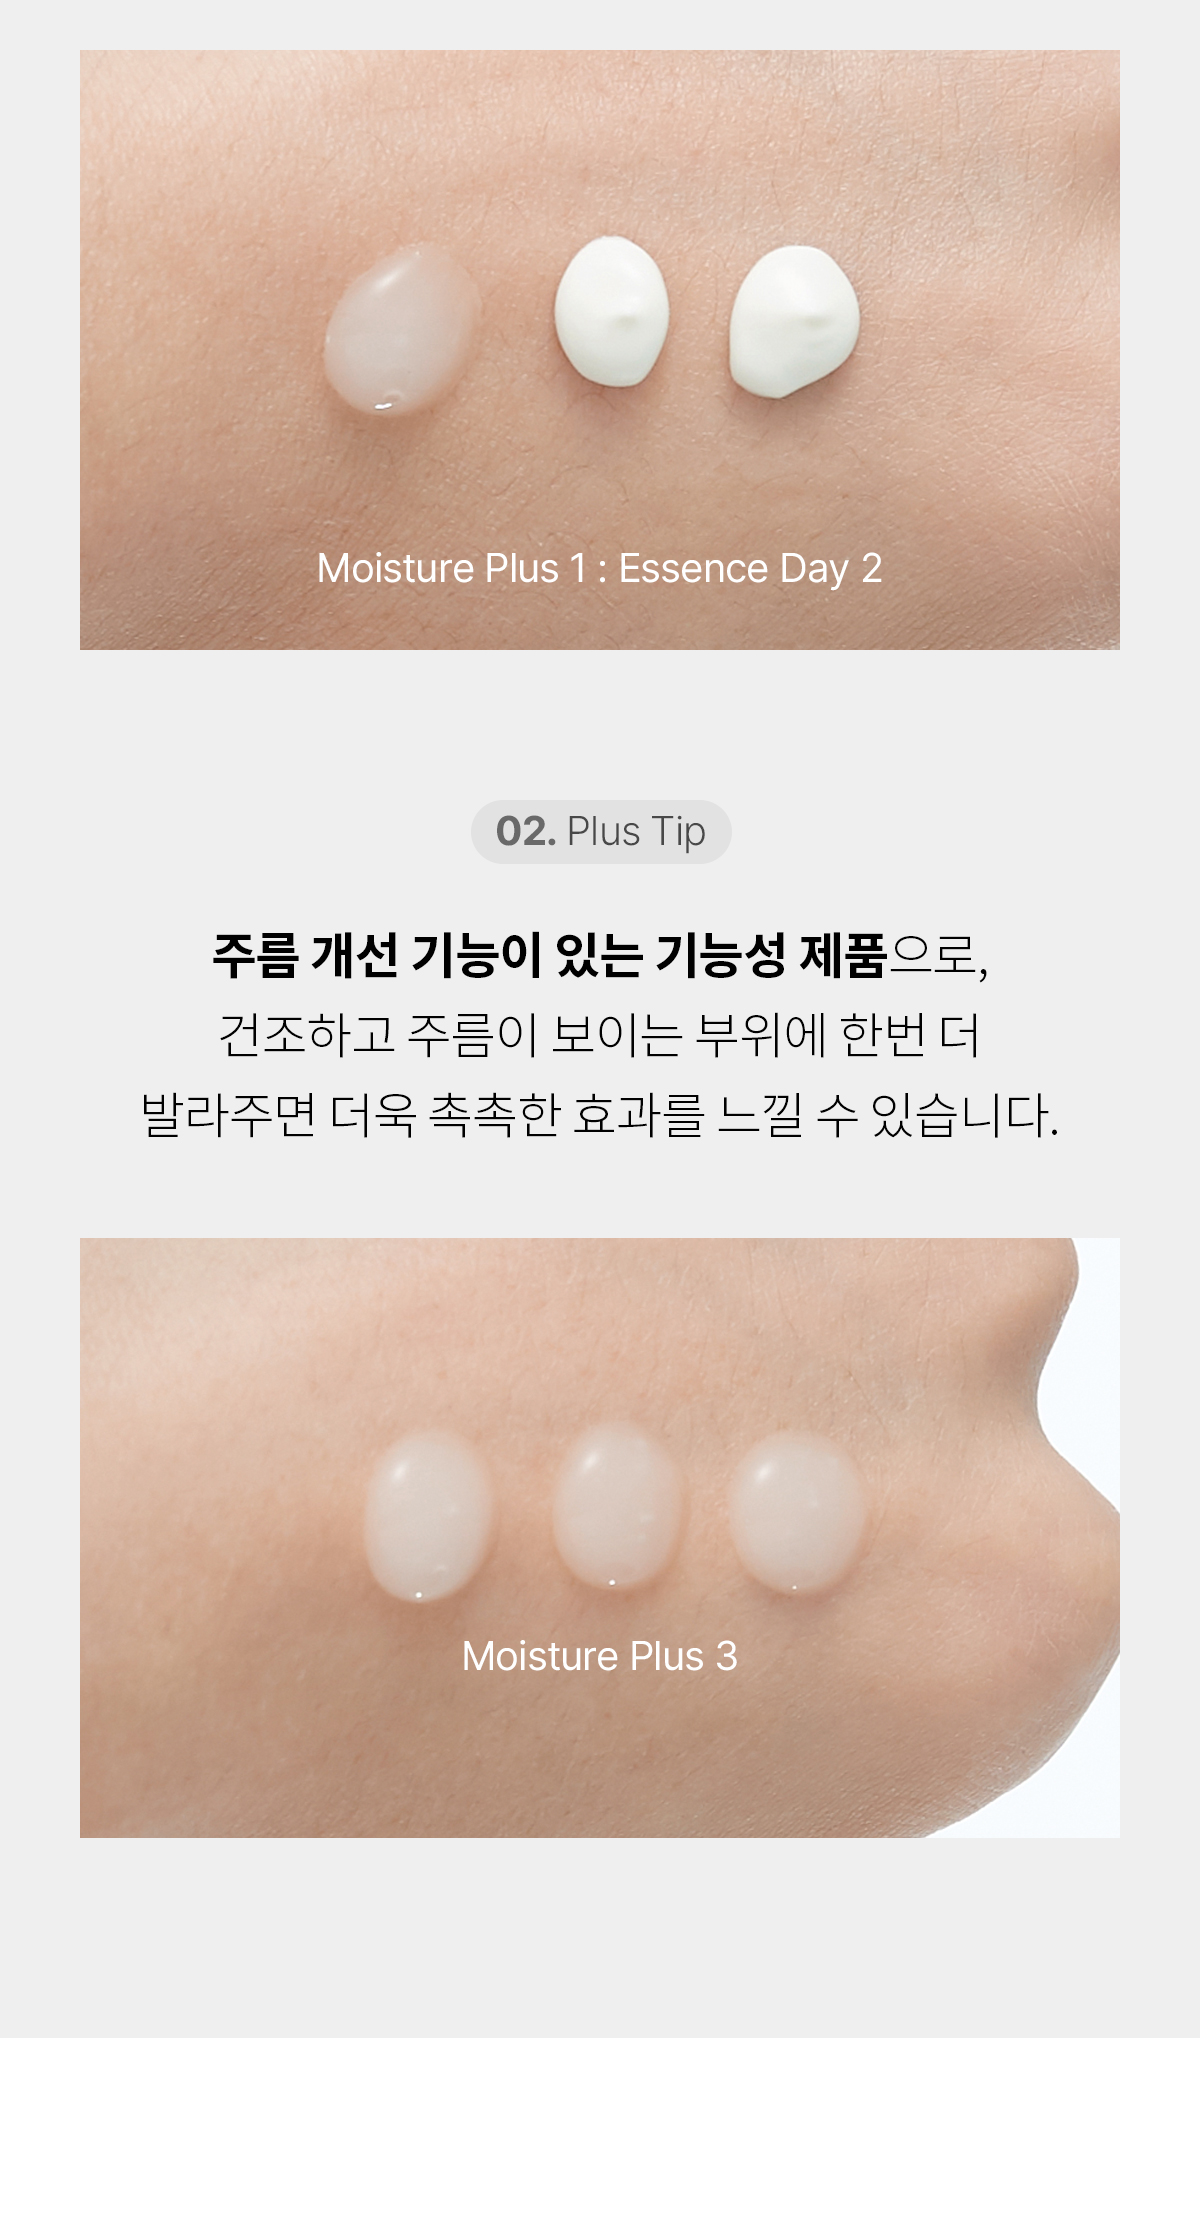 Moisture Plus 1 : Essence Day 2
02. Plus Tip
주름 개선 기능이 있는 기능성 제품으로,
건조하고 주름이 보이는 부위에 한번 더
발라주면 더욱 촉촉한 효과를 느낄 수 있습니다.
Moisture Plus 3